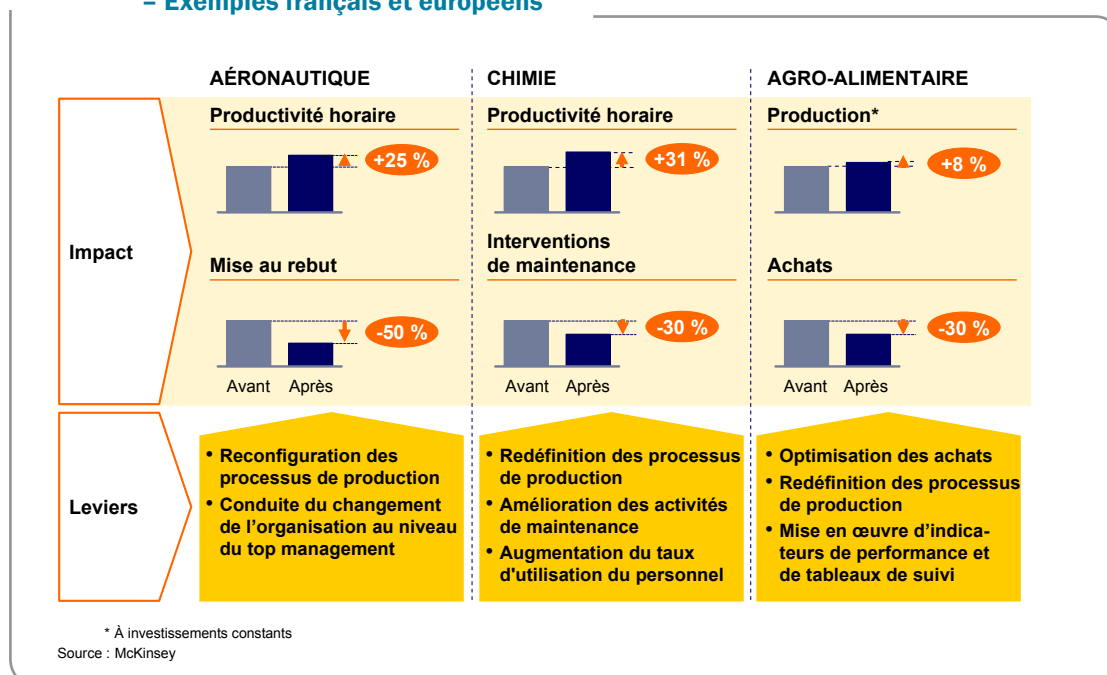 – Exemples français et européens
AÉRONAUTIQUE
CHIMIE
AGRO-ALIMENTAIRE
Impact
Productivité horaire
+25 %
Productivité horaire
+31 %
Production*
+8 %
Mise au rebut
-50 %
Avant Après
Interventions
de maintenance
-30 %
Avant Après
Achats
-30 %
Avant Après
Leviers
• Reconfiguration des
processus de production
• Conduite du changement
de l’organisation au niveau
du top management
• Redéfinition des processus
de production
• Amélioration des activités
de maintenance
• Augmentation du taux
d'utilisation du personnel
• Optimisation des achats
• Redéfinition des processus
de production
• Mise en œuvre d’indica-
teurs de performance et
de tableaux de suivi
* À investissements constants
Source : McKinsey